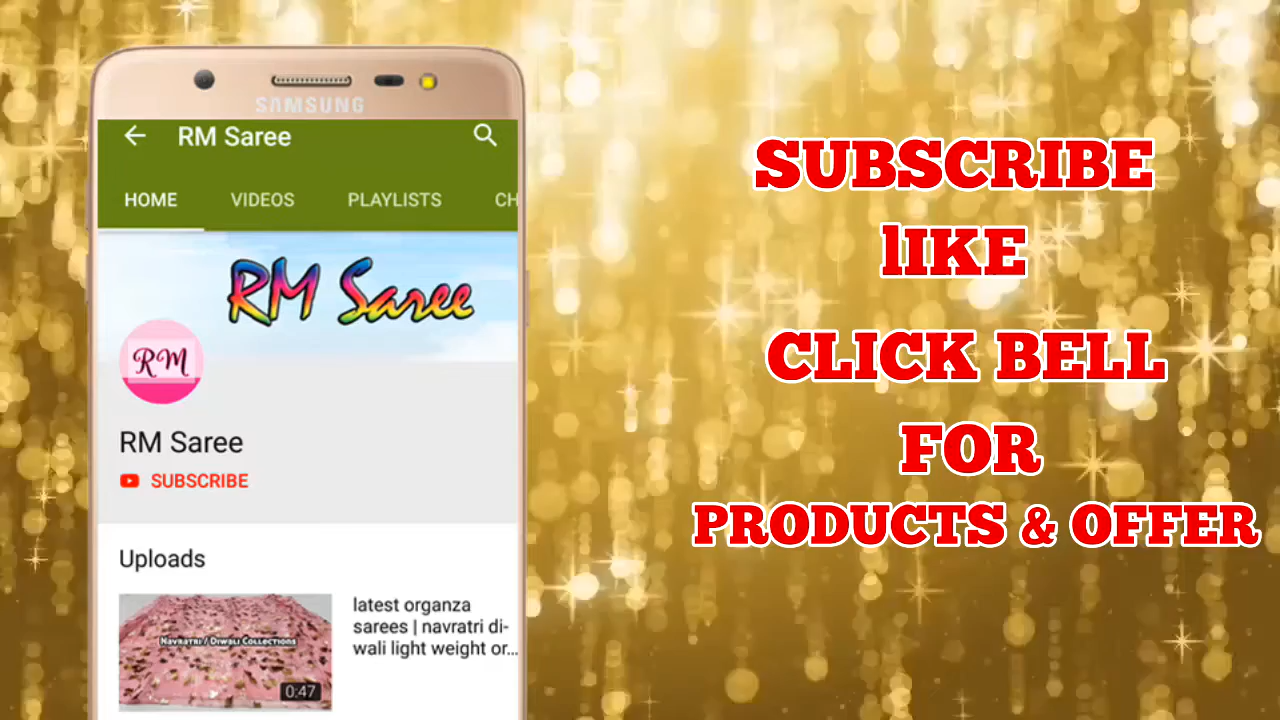 SAMSUNG
RM Saree
HOME VIDEOS PLAYLISTS CH
RM Saree
RM
RM Saree
SUBSCRIBE
Uploads
NAVRATRI / DIWALI COLLECTIONS
0:47
latest organza
sarees | navratri di-
wali light weight or...
SUBSCRIBE
lIKE
CLICK BELL
FOR
PRODUCTS & OFFER